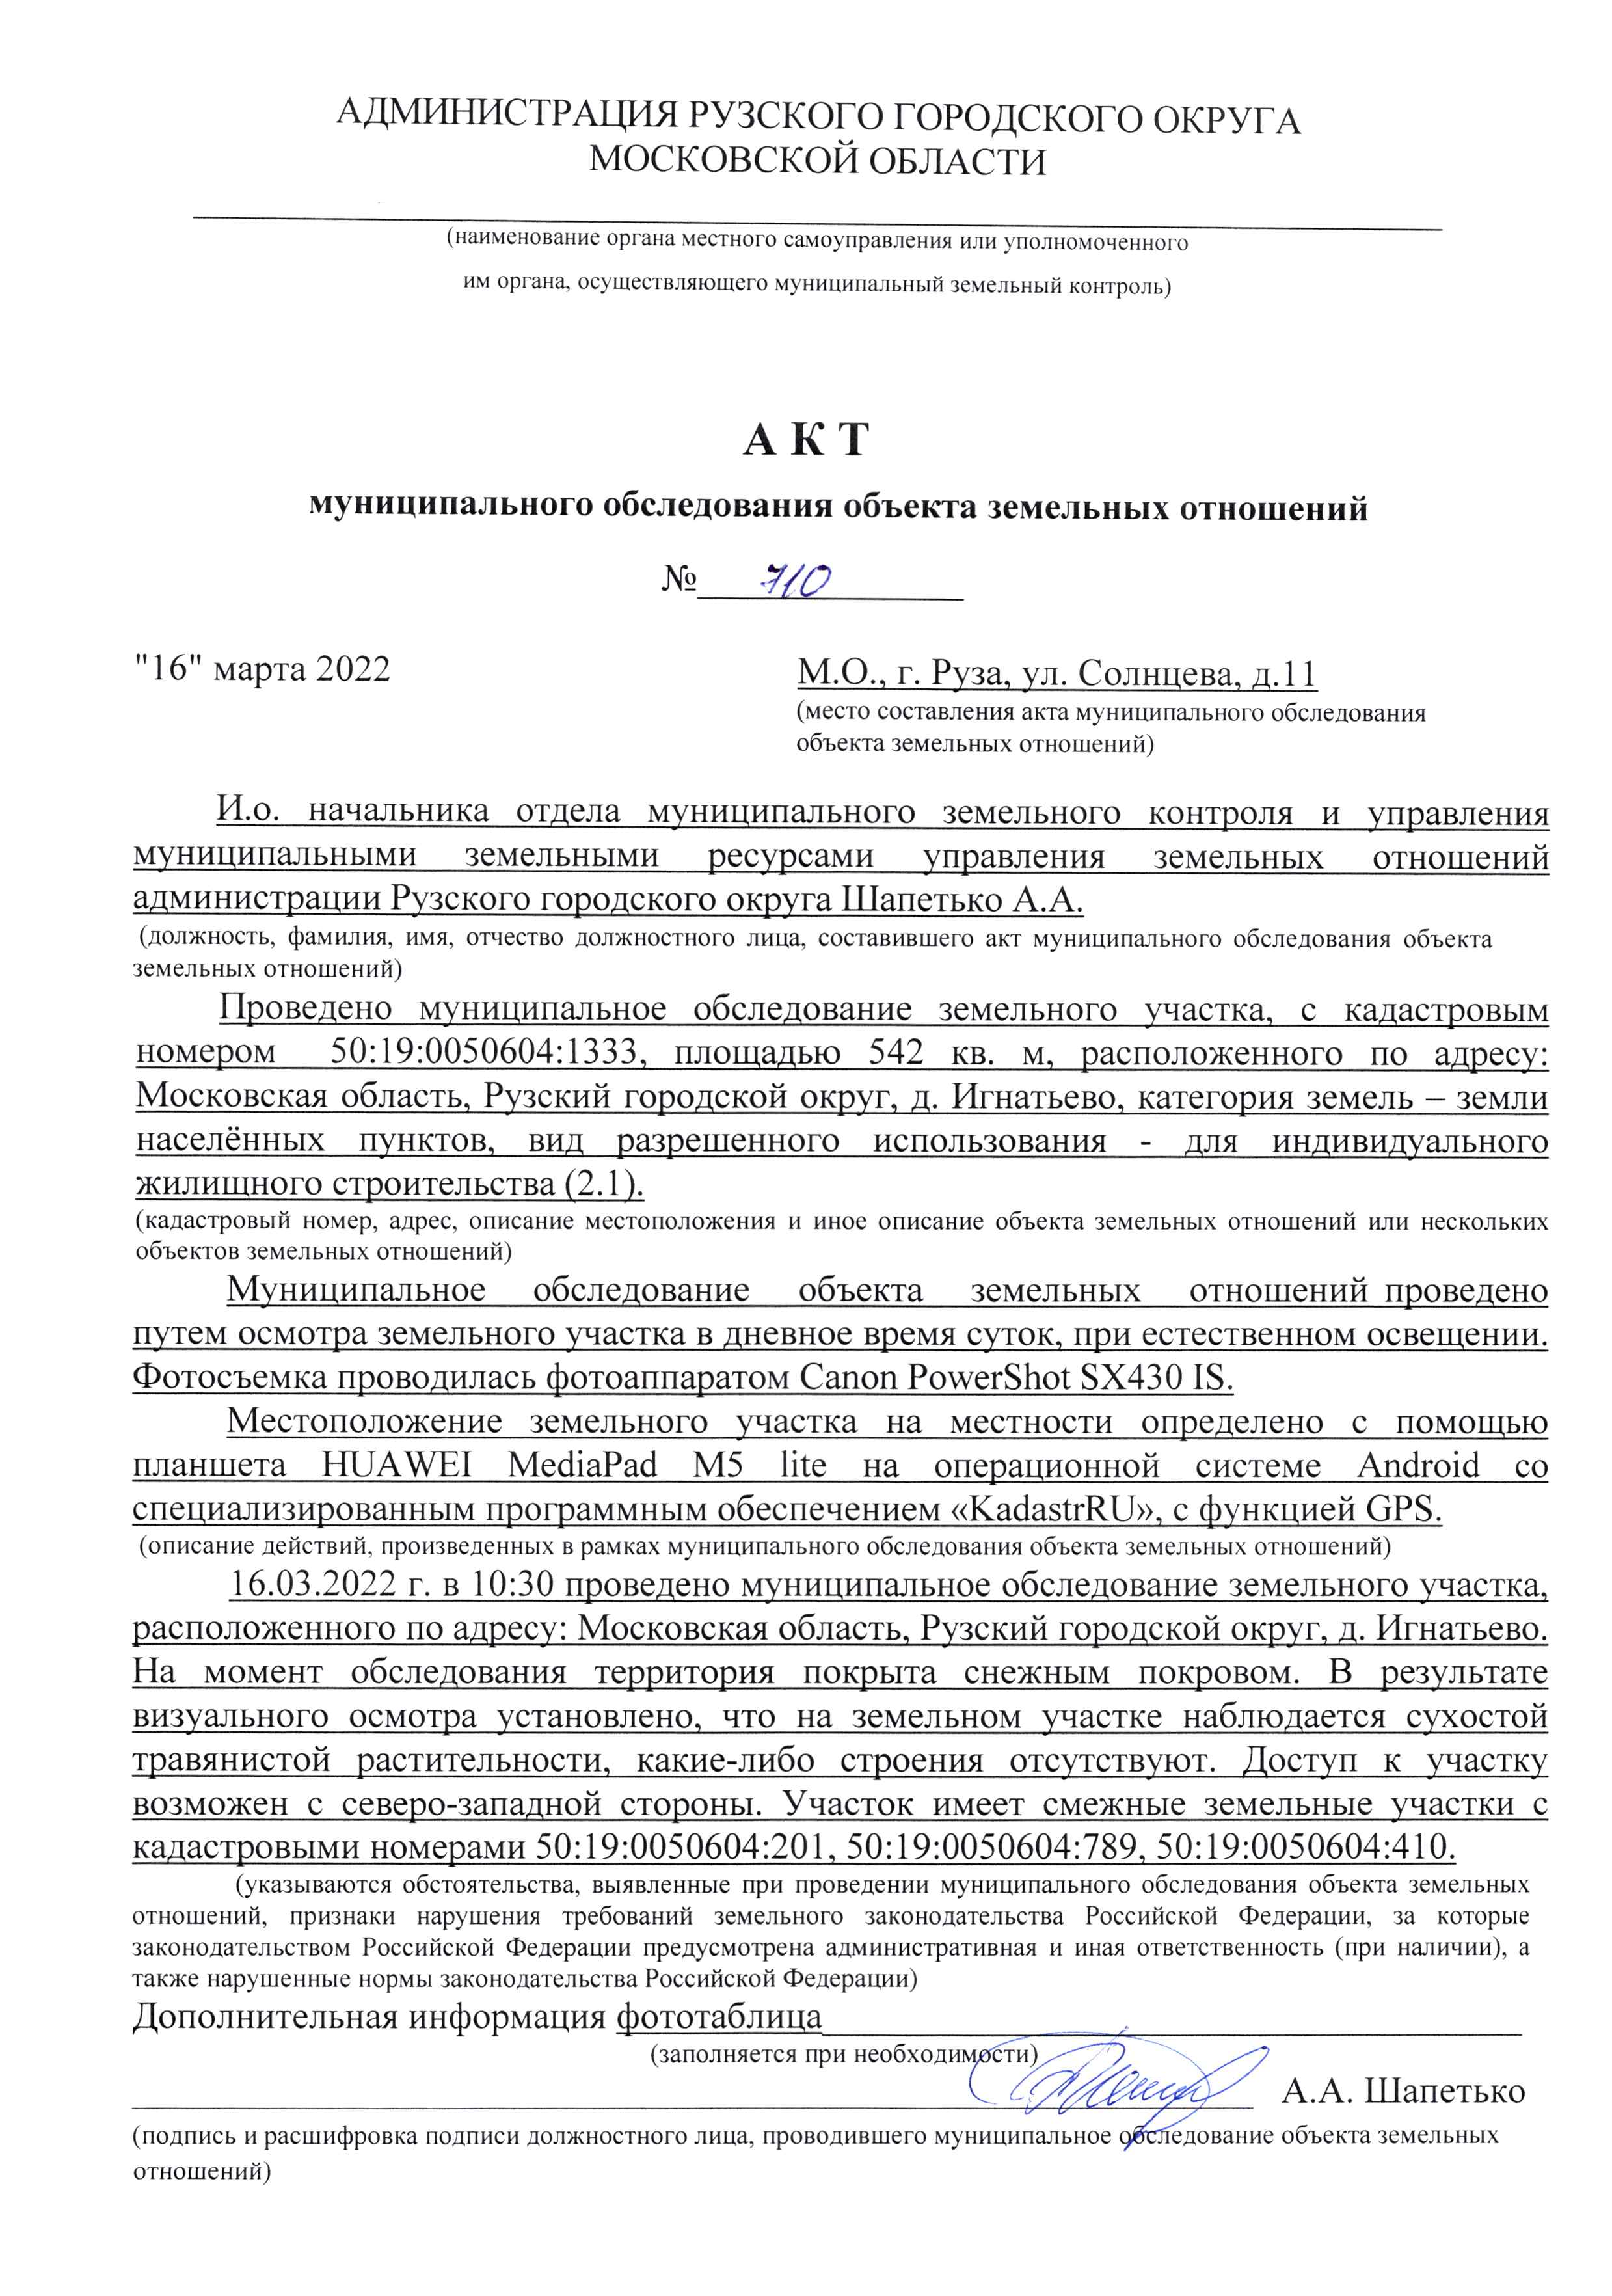 АДМИНИСТРАЦИЯ РУЗСКОГО ГОРОДСКОГО ОКРУГА
МОСКОВСКОЙ ОБЛАСТИ
(наименование органа местного самоуправления или уполномоченного
им органа, осуществляющего муниципальный земельный контроль)
А К Т
муниципального обследования объекта земельных отношений
№ 710
"16" марта 2022
М.О., г. Руза, ул. Солнцева, д.11
(место составления акта муниципального обследования
объекта земельных отношений)
И.о. начальника отдела муниципального земельного контроля и управления
муниципальными земельными ресурсами управления земельных отношений
администрации Рузского городского округа Шапетько А.А.
(должность, фамилия, имя, отчество должностного лица, составившего акт муниципального обследования объекта
земельных отношений)
Проведено муниципальное обследование земельного участка, с кадастровым
номером 50:19:0050604:1333, площадью 542 кв. м, расположенного по адресу:
Московская область, Рузский городской округ, д. Игнатьево, категория земель – земли
населённых пунктов, вид разрешенного использования - для индивидуального
жилищного строительства (2.1).
(кадастровый номер, адрес, описание местоположения и иное описание объекта земельных отношений или нескольких
объектов земельных отношений)
Муниципальное обследование объекта земельных отношений проведено
путем осмотра земельного участка в дневное время суток, при естественном освещении.
Фотосъемка проводилась фотоаппаратом Canon PowerShot SX430 IS.
Местоположение земельного участка на местности определено с помощью
планшета HUAWEI MediaPad M5 lite на операционной системе Android со
специализированным программным обеспечением «KadastrRU», с функцией GPS.
(описание действий, произведенных в рамках муниципального обследования объекта земельных отношений)
16.03.2022 г. в 10:30 проведено муниципальное обследование земельного участка,
расположенного по адресу: Московская область, Рузский городской округ, д. Игнатьево.
На момент обследования территория покрыта снежным покровом. В результате
визуального осмотра установлено, что на земельном участке наблюдается сухостой
травянистой растительности, какие-либо строения отсутствуют. Доступ к участку
возможен с северо-западной стороны. Участок имеет смежные земельные участки с
кадастровыми номерами 50:19:0050604:201, 50:19:0050604:789, 50:19:0050604:410.
(указываются обстоятельства, выявленные при проведении муниципального обследования объекта земельных
отношений, признаки нарушения требований земельного законодательства Российской Федерации, за которые
законодательством Российской Федерации предусмотрена административная и иная ответственность (при наличии), а
также нарушенные нормы законодательства Российской Федерации)
Дополнительная информация фототаблица
(заполняется при необходимости)
А.А. Шапетько
(подпись и расшифровка подписи должностного лица, проводившего муниципальное обследование объекта земельных
отношений)